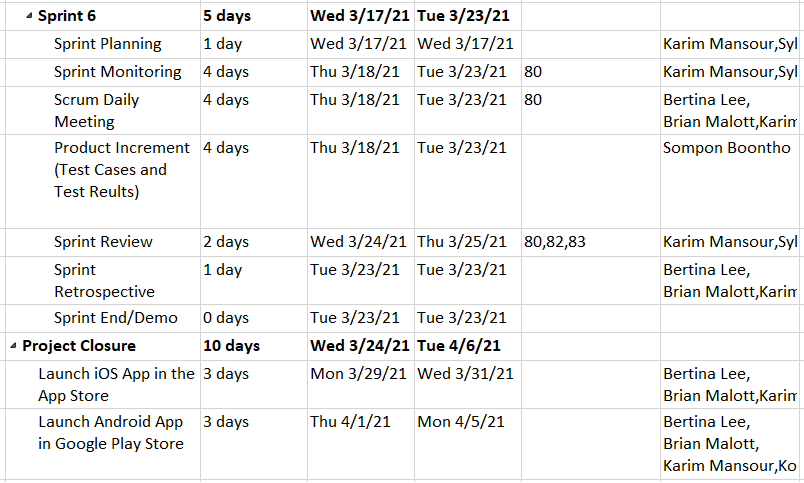 Sprint 6 5 days Wed 3/17/21 Tue 3/23/21
Sprint Planning 1 day Wed 3/17/21 Wed 3/17/21 Karim Mansour,Syl
Sprint Monitoring 4 days Thu 3/18/21 Tue 3/23/21 80 Karim Mansour,Syl
Scrum Daily 4 days Thu 3/18/21 Tue 3/23/21 80 Bertina Lee,
Meeting Brian Malott,Karim
Product Increment 4 days Thu 3/18/21 Tue 3/23/21 Sompon Boontho
(Test Cases and
Test Reults)
Sprint Review 2 days Wed 3/24/21 Thu 3/25/21 80,82,83 Karim Mansour,Syl
Sprint 1 day Tue 3/23/21 Tue 3/23/21 Bertina Lee,
Retrospective Brian Malott,Karim
Sprint End/Demo 0 days Tue 3/23/21 Tue 3/23/21
Project Closure 10 days Wed 3/24/21 Tue 4/6/21
Launch iOS App in the 3 days Mon 3/29/21 Wed 3/31/21 Bertina Lee,
App Store Brian Malott,Karim
Launch Android App 3 days Thu 4/1/21 Mon 4/5/21 Bertina Lee,
in Google Play Store Brian Malott,
Karim Mansour,Ko